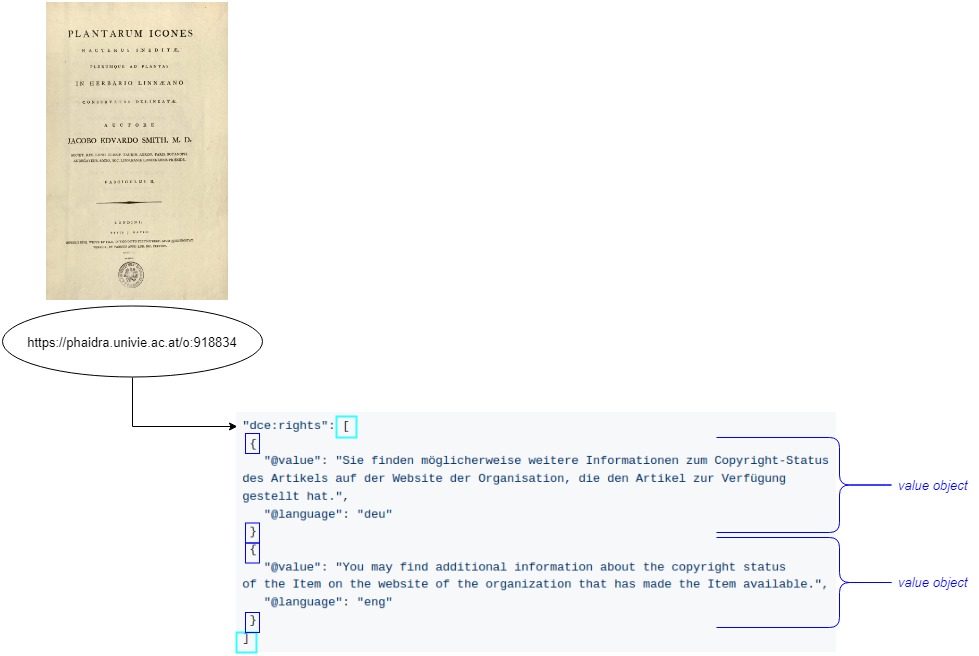 PLANTARUM ICONES
HACTENUS INEDITÆ,
PLERUMQUE AD PLANTAS
IN HERBARIO LINNÆANO
CONSERVATAS DELINEATÆ.
AUCTORE
JACOBO EDVARDO SMITH, M. D.
FASCICULUS II.
LONDINI,
https://phaidra.univie.ac.at/o:918834
"dce:rights": [
{
"@value": "Sie finden möglicherweise weitere Informationen zum Copyright-Status
des Artikels auf der Website der Organisation, die den Artikel zur Verfügung
gestellt hat.",
value object
"@language": "deu"
}
{
"@value": "You may find additional information about the copyright status
of the Item on the website of the organization that has made the Item available.",
value object
"@language": "eng"
}
]